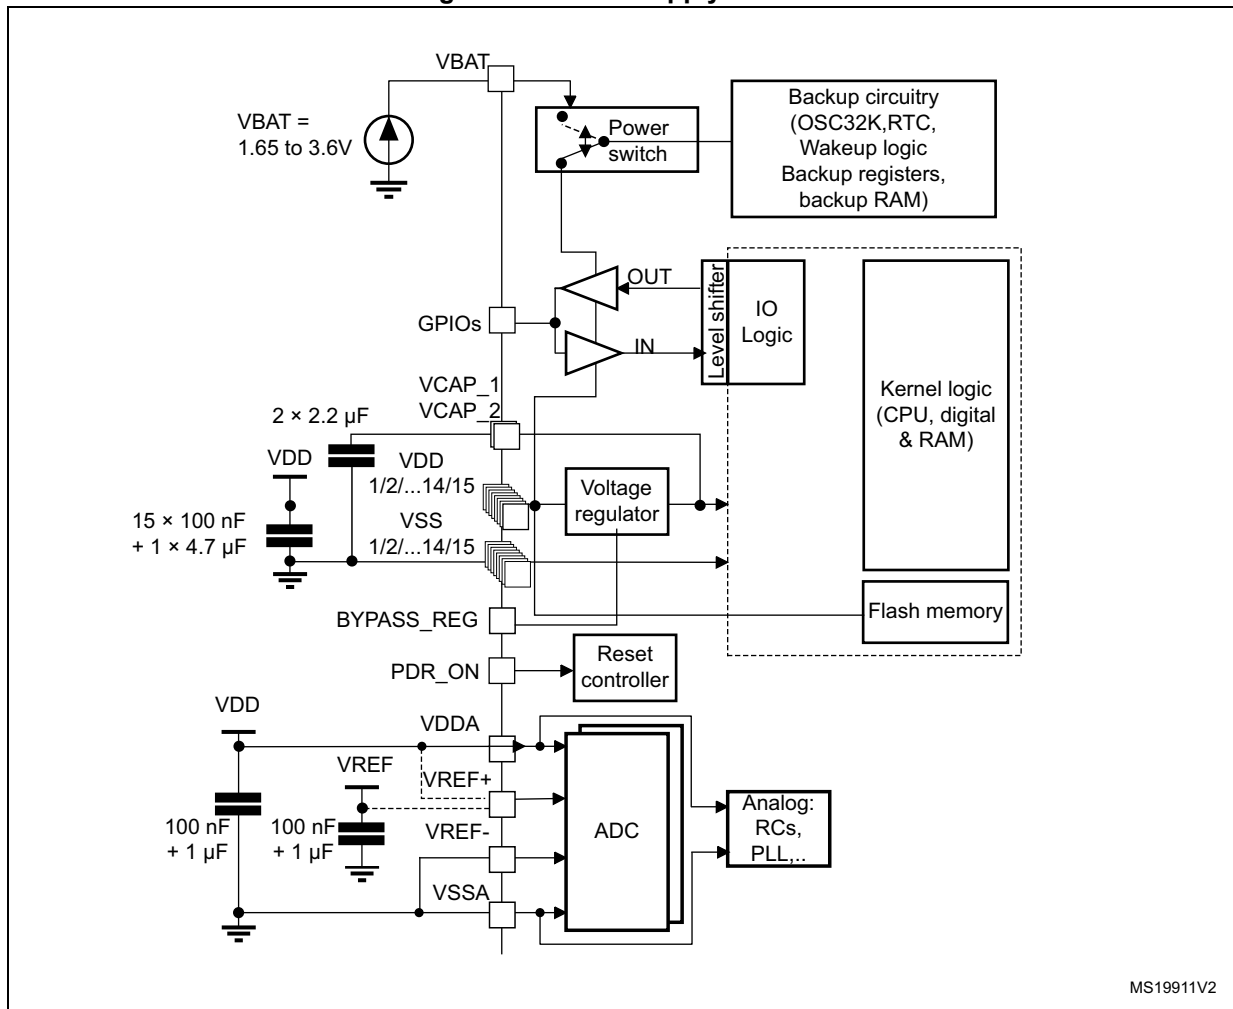 VBAT
VBAT =
1.65 to 3.6V
Power
switch
Backup circuitry
(OSC32K,RTC,
Wakeup logic
Backup registers,
backup RAM)
OUT
IN
GPIOs
Level shifter
IO
Logic
Kernel logic
(CPU, digital
& RAM)
VCAP_1
VCAP_2
2 × 2.2 μF
VDD
VDD
1/2/...14/15
15 × 100 nF
+ 1 × 4.7 μF
VSS
1/2/...14/15
Voltage
regulator
Flash memory
BYPASS_REG
PDR_ON
Reset
controller
VDD
VDDA
VREF
VREF+
100 nF
+ 1 μF
100 nF
+ 1 μF
VREF-
VSSA
ADC
Analog:
RCs,
PLL,..
MS19911V2